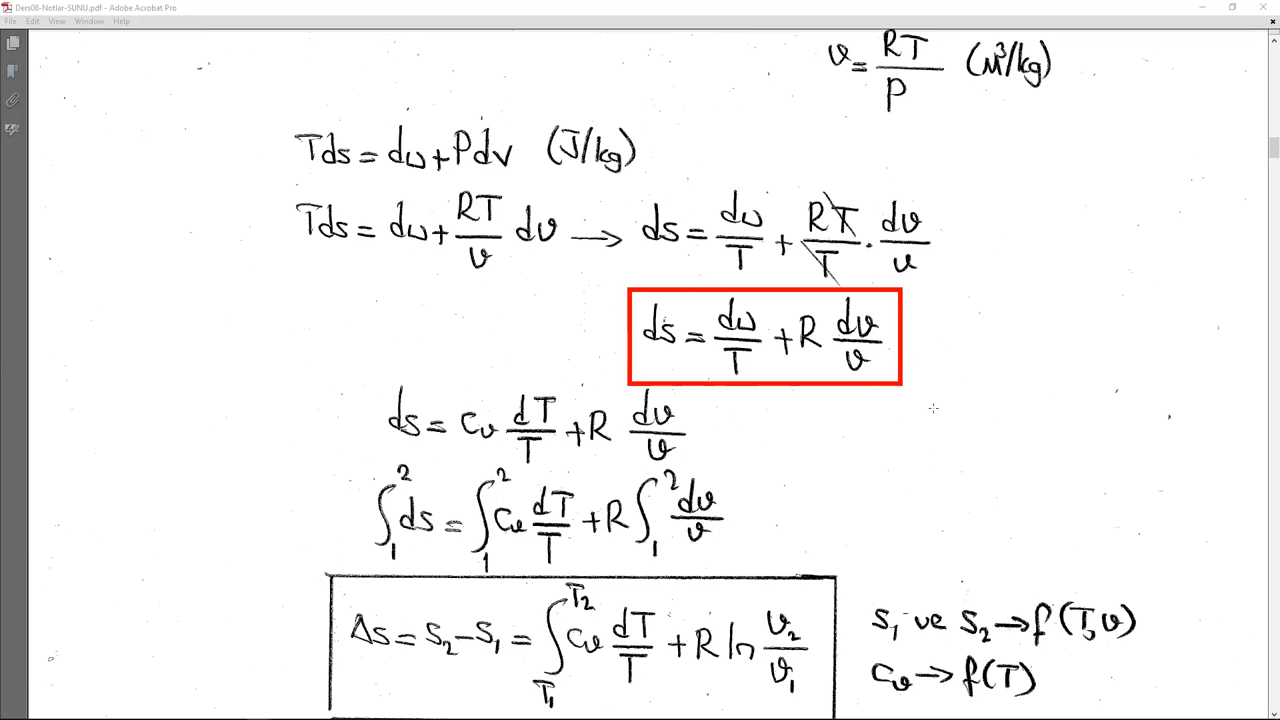 Ders08-Notlar-SUNU.pdf - Adobe Acrobat Pro
File Edit View Window Help
v = RT/P (m³/kg)
Tds = du + Pdv (J/kg)
Tds = du + RT/v dv → ds = du/T + RT/T · dv/v
ds = du/T + R dv/v
ds = cv dT/T + R dv/v
∫₁² ds = ∫₁² cv dT/T + R ∫₁² dv/v
Δs = s₂ - s₁ = ∫_T₁^T₂ cv dT/T + R ln v₂/v₁
s₁ ve s₂ → f(T, v)
cv → f(T)